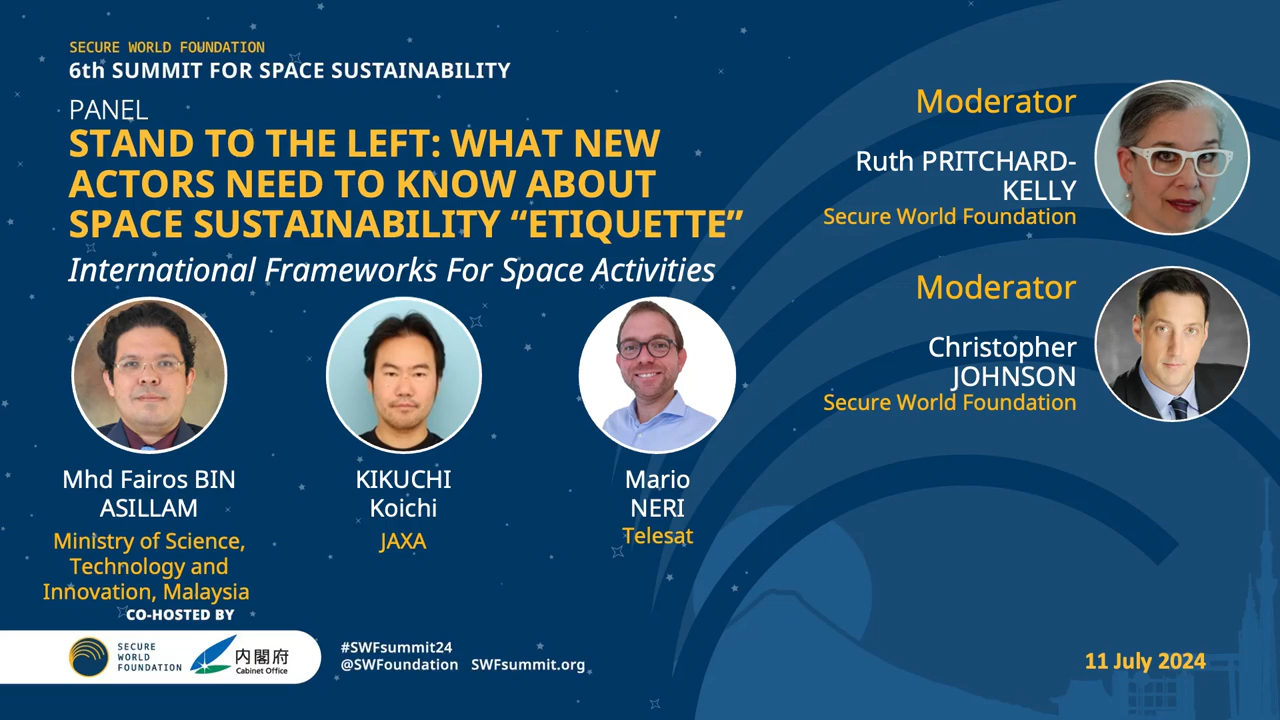 SECURE WORLD FOUNDATION
6th SUMMIT FOR SPACE SUSTAINABILITY
PANEL
STAND TO THE LEFT: WHAT NEW
ACTORS NEED TO KNOW ABOUT
SPACE SUSTAINABILITY “ETIQUETTE”
International Frameworks For Space Activities
Moderator
Ruth PRITCHARD-
KELLY
Secure World Foundation
Moderator
Christopher
JOHNSON
Secure World Foundation
Mhd Fairos BIN
ASILLAM
Ministry of Science,
Technology and
Innovation, Malaysia
KIKUCHI
Koichi
JAXA
Mario
NERI
Telesat
CO-HOSTED BY
SECURE
WORLD
FOUNDATION
内閣府
Cabinet Office
#SWFsummit24
@SWFoundation SWFsummit.org
11 July 2024